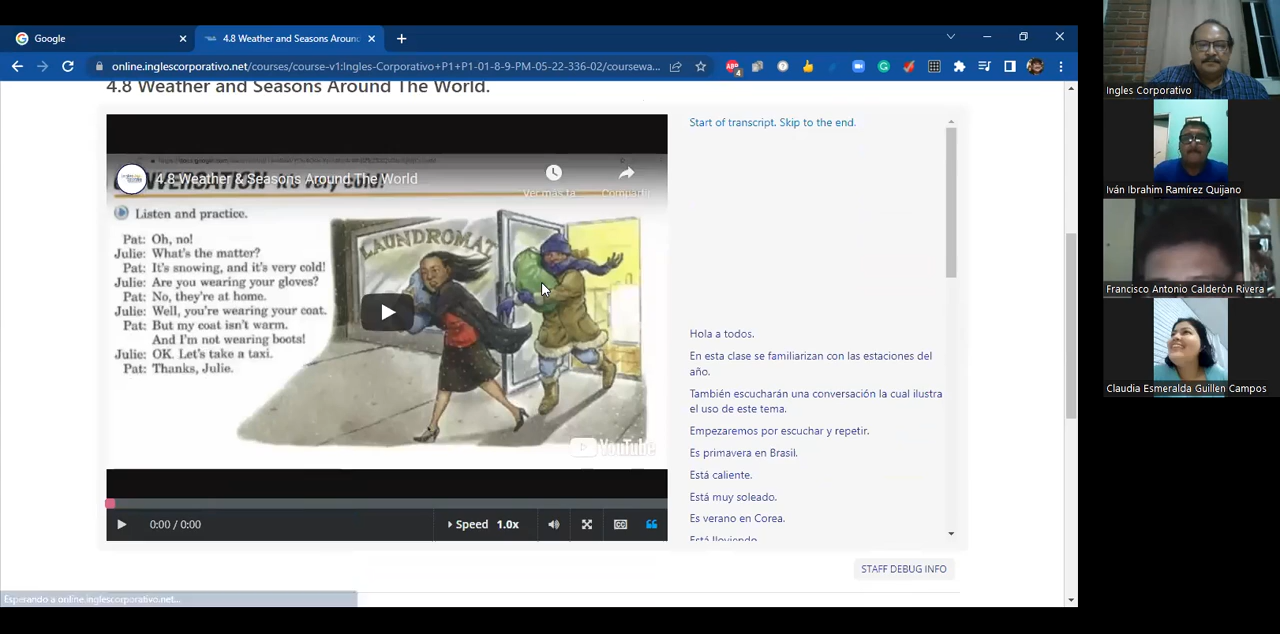 Google
4.8 Weather and Seasons Aroun
online.inglescorporativo.net/courses/course-v1:Ingles-Corporativo+P1+P1-01-8-9-PM-05-22-336-02/coursewa...
4.8 Weather and Seasons Around The World.
4.8 Weather & Seasons Around The World
Listen and practice.
Pat: Oh, no!
Julie: What's the matter?
Pat: It's snowing, and it's very cold!
Julie: Are you wearing your gloves?
Pat: No, they're at home.
Julie: Well, you're wearing your coat.
Pat: But my coat isn't warm.
And I'm not wearing boots!
Julie: OK. Let's take a taxi.
Pat: Thanks, Julie.
LAUNDROMAT
YouTube
0:00 / 0:00
Speed 1.0x
Start of transcript. Skip to the end.
Hola a todos.
En esta clase se familiarizan con las estaciones del
año.
También escucharán una conversación la cual ilustra
el uso de este tema.
Empezaremos por escuchar y repetir.
Es primavera en Brasil.
Está caliente.
Está muy soleado.
Es verano en Corea.
Está lloviendo.
STAFF DEBUG INFO
Esperando a online.inglescorporativo.net...
Ingles Corporativo
Iván Ibrahim Ramírez Quijano
Francisco Antonio Calderòn Rivera
Claudia Esmeralda Guillen Campos